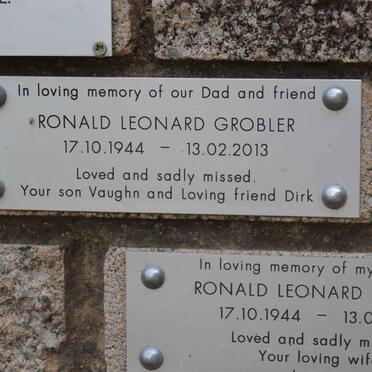 In loving memory of our Dad and friend
RONALD LEONARD GROBLER
17.10.1944 – 13.02.2013
Loved and sadly missed.
Your son Vaughn and Loving friend Dirk
In loving memory of my
RONALD LEONARD
17.10.1944 – 13.0
Loved and sadly m
Your loving wif